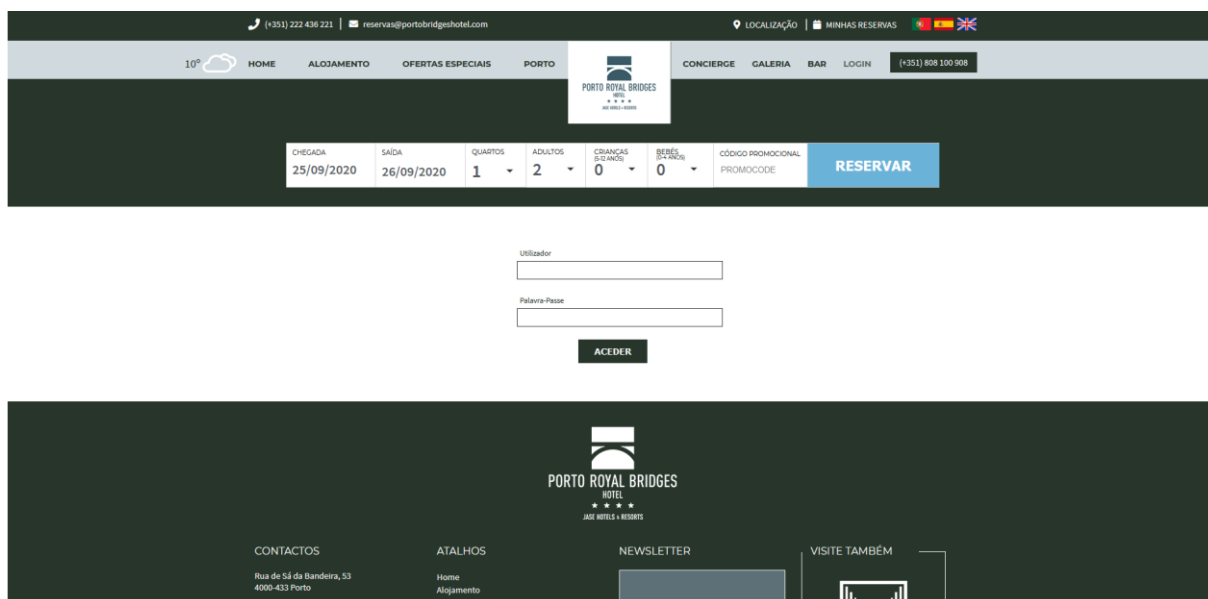 (+351) 222 436 221 | reservas@portobridgeshotel.com
LOCALIZAÇÃO | MINHAS RESERVAS
10° HOME ALOJAMENTO OFERTAS ESPECIAIS PORTO
CONCIERGE GALERIA BAR LOGIN (+351) 808 100 908
PORTO ROYAL BRIDGES
HOTEL
★ ★ ★ ★
JASE HOTELS & RESORTS
CHEGADA
25/09/2020
SAÍDA
26/09/2020
QUARTOS
1
ADULTOS
2
CRIANÇAS
(5-12 ANOS)
0
BEBÉS
(0-4 ANOS)
0
CÓDIGO PROMOCIONAL
PROMOCODE
RESERVAR
Utilizador
Palavra-Passe
ACEDER
PORTO ROYAL BRIDGES
HOTEL
★ ★ ★ ★
JASE HOTELS & RESORTS
CONTACTOS
Rua de Sá da Bandeira, 53
4000-433 Porto
ATALHOS
Home
Alojamento
NEWSLETTER
VISITE TAMBÉM